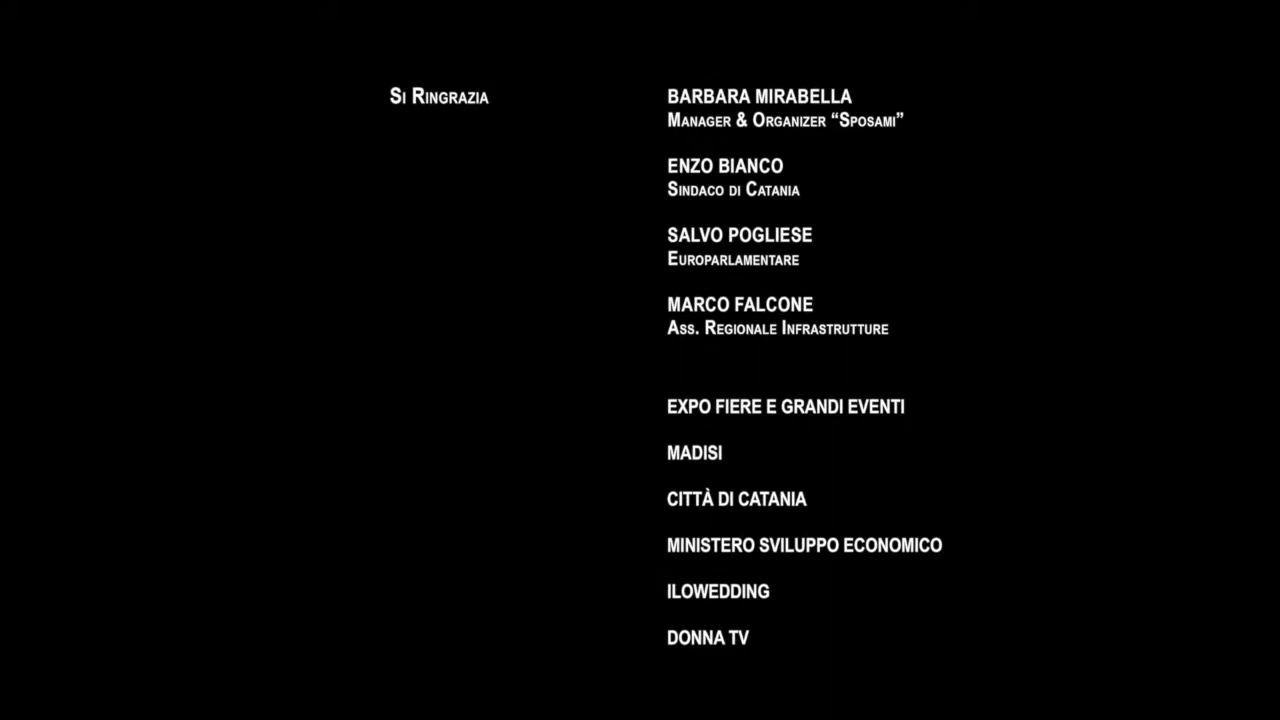 Si Ringrazia
BARBARA MIRABELLA
Manager & Organizer “Sposami”
ENZO BIANCO
Sindaco di Catania
SALVO POGLIESE
Europarlamentare
MARCO FALCONE
Ass. Regionale Infrastrutture
EXPO FIERE E GRANDI EVENTI
MADISI
CITTÀ DI CATANIA
MINISTERO SVILUPPO ECONOMICO
ILOWEDDING
DONNA TV